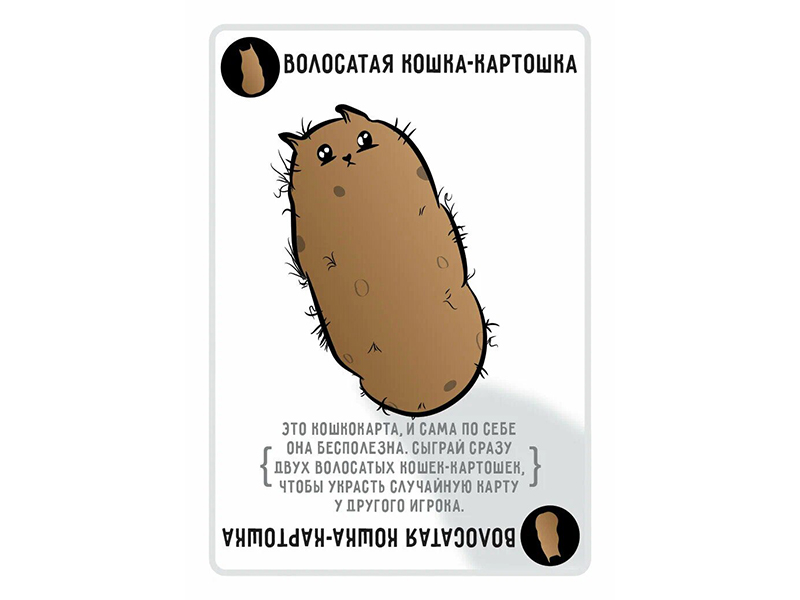 ВОЛОСАТАЯ КОШКА-КАРТОШКА
ЭТО КОШКОКАРТА, И САМА ПО СЕБЕ
ОНА БЕСПОЛЕЗНА. СЫГРАЙ СРАЗУ
{ДВУХ ВОЛОСАТЫХ КОШЕК-КАРТОШЕК,}
ЧТОБЫ УКРАСТЬ СЛУЧАЙНУЮ КАРТУ
У ДРУГОГО ИГРОКА.
ВОЛОСАТАЯ КОШКА-КАРТОШКА